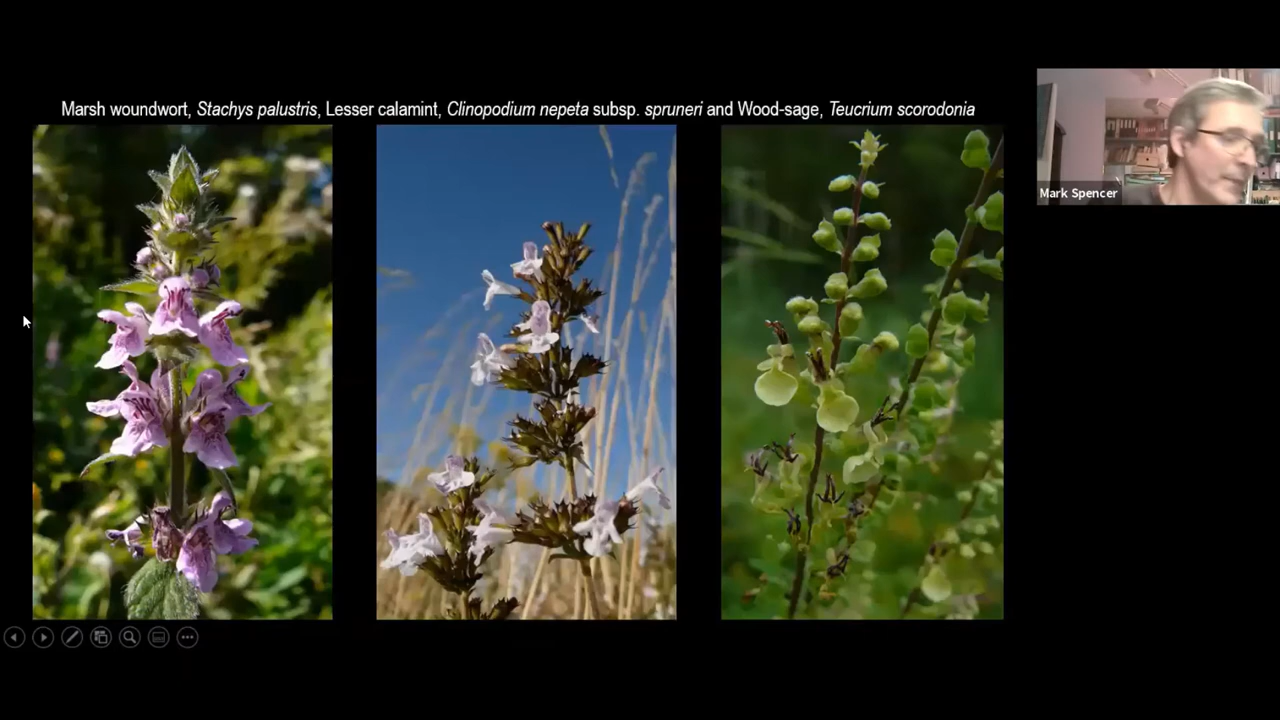 Marsh woundwort, Stachys palustris, Lesser calamint, Clinopodium nepeta subsp. spruneri and Wood-sage, Teucrium scorodonia
Mark Spencer